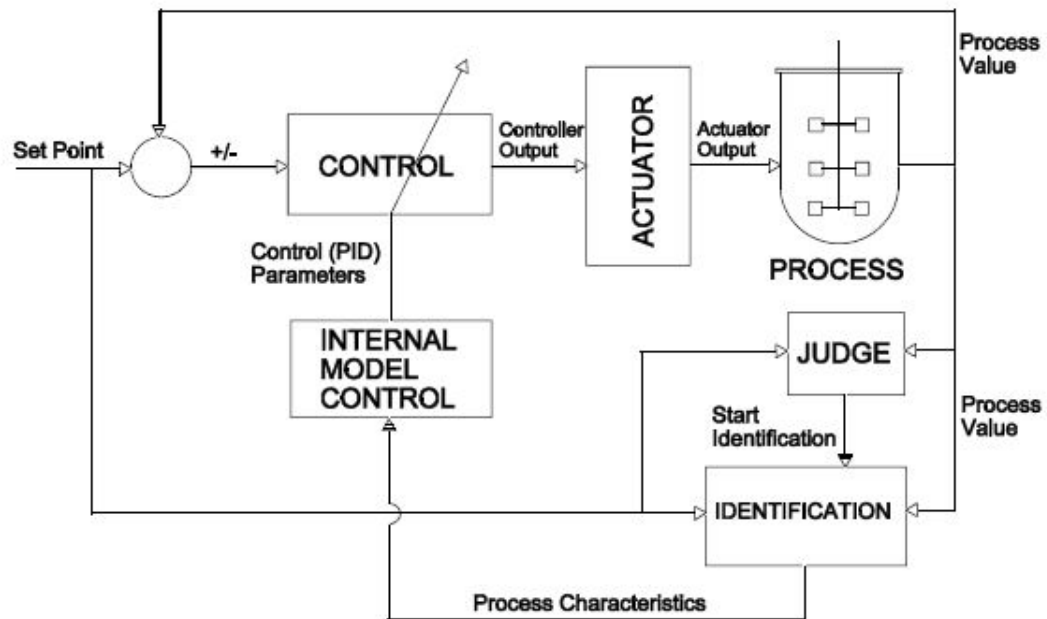 Process
Value
Set Point
+/-
CONTROL
Controller
Output
ACTUATOR
Actuator
Output
PROCESS
Control (PID)
Parameters
INTERNAL
MODEL
CONTROL
JUDGE
Start
Identification
Process
Value
IDENTIFICATION
Process Characteristics